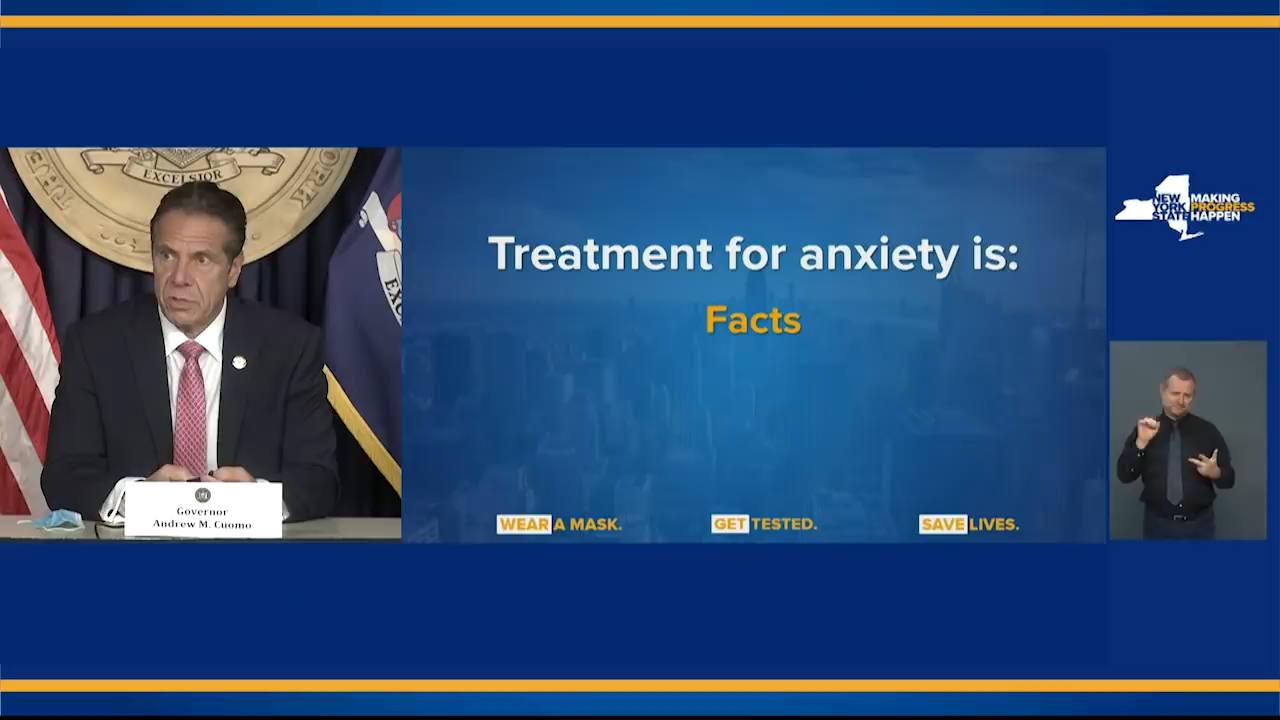 EXCELSIOR
Governor
Andrew M. Cuomo
Treatment for anxiety is:
Facts
WEAR A MASK.
GET TESTED.
SAVE LIVES.
NEW
YORK
STATE
MAKING
PROGRESS
HAPPEN